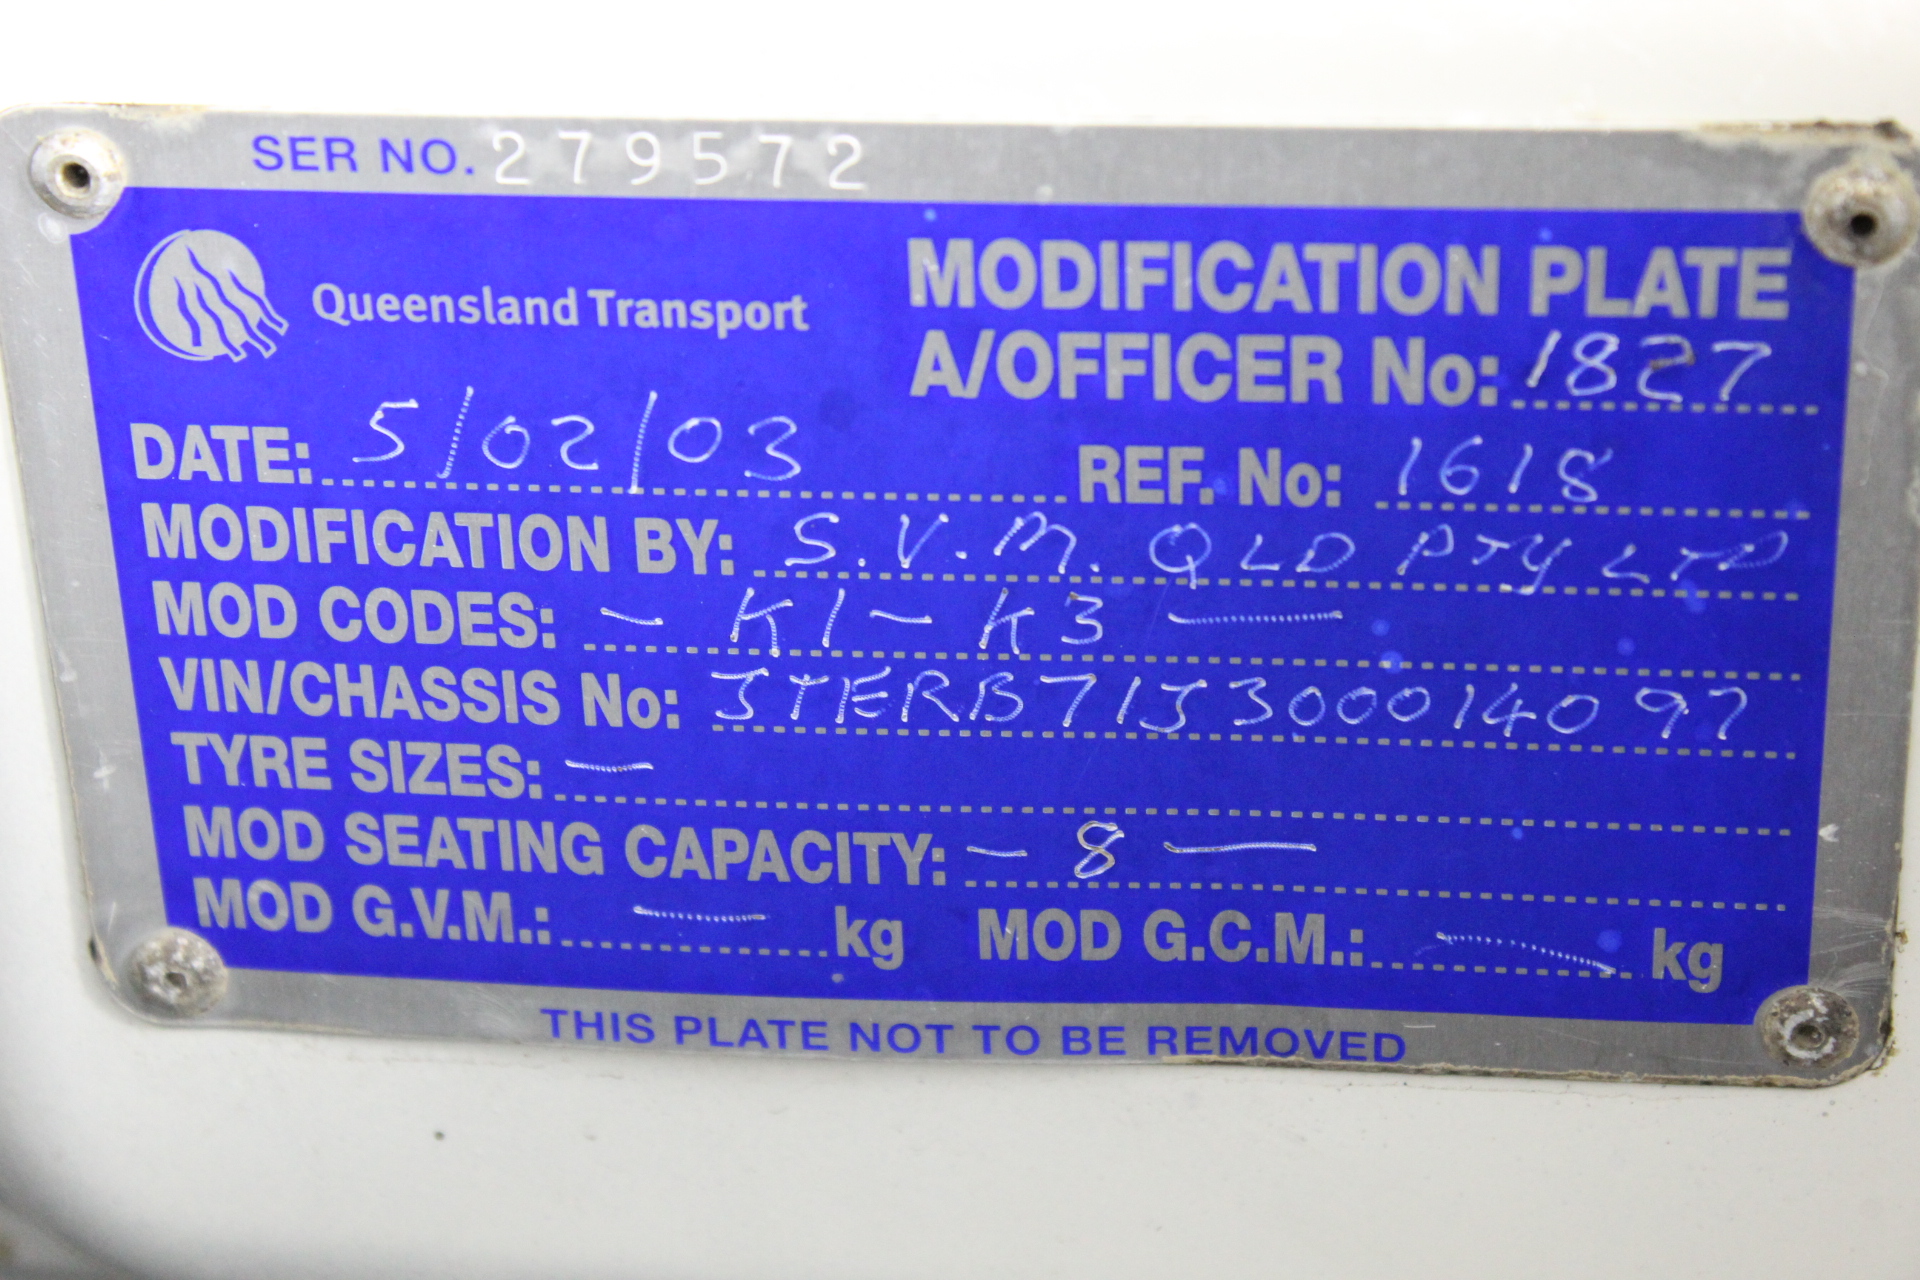 SER NO. 279572
Queensland Transport
MODIFICATION PLATE
A/OFFICER No: 1827
DATE: 5/02/03 REF. No: 1618
MODIFICATION BY: S.V.M. QLD PTY LTD
MOD CODES: - K1 - K3 -
VIN/CHASSIS No: JTERB71J300014097
TYRE SIZES: -
MOD SEATING CAPACITY: - 8 -
MOD G.V.M.: - kg MOD G.C.M.: - kg
THIS PLATE NOT TO BE REMOVED